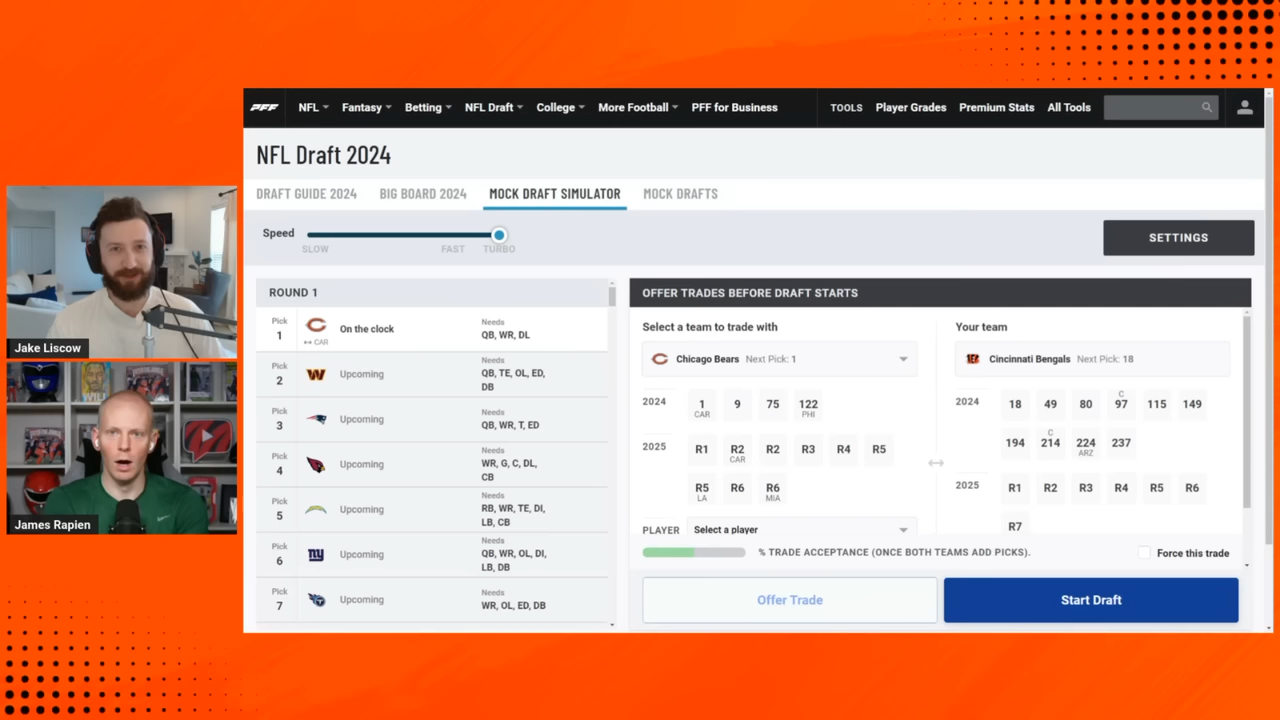 PFF
NFL
Fantasy
Betting
NFL Draft
College
More Football
PFF for Business
TOOLS
Player Grades
Premium Stats
All Tools
NFL Draft 2024
DRAFT GUIDE 2024
BIG BOARD 2024
MOCK DRAFT SIMULATOR
MOCK DRAFTS
Speed
SLOW
FAST
TURBO
SETTINGS
ROUND 1
Pick
1
↔ CAR
On the clock
Needs
QB, WR, DL
Pick
2
Upcoming
Needs
QB, TE, OL, ED,
DB
Pick
3
Upcoming
Needs
QB, WR, T, ED
Pick
4
Upcoming
Needs
WR, G, C, DL,
CB
Pick
5
Upcoming
Needs
RB, WR, TE, DI,
LB, CB
Pick
6
ny
Upcoming
Needs
QB, WR, OL, DI,
LB, DB
Pick
7
Upcoming
Needs
WR, OL, ED, DB
OFFER TRADES BEFORE DRAFT STARTS
Select a team to trade with
Chicago Bears Next Pick: 1
2024
1
CAR
9
75
122
PHI
2025
R1
R2
CAR
R2
R3
R4
R5
R5
LA
R6
R6
MIA
PLAYER
Select a player
Your team
Cincinnati Bengals Next Pick: 18
2024
18
49
80
C
97
115
149
194
C
214
224
ARZ
237
2025
R1
R2
R3
R4
R5
R6
R7
% TRADE ACCEPTANCE (ONCE BOTH TEAMS ADD PICKS).
Force this trade
Offer Trade
Start Draft
Jake Liscow
WILL
James Rapien